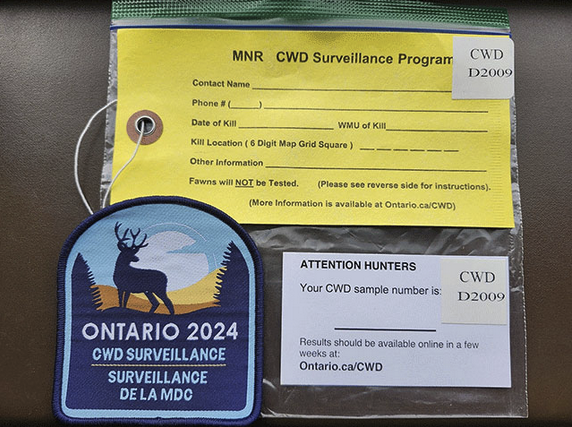 MNR CWD Surveillance Program
CWD
D2009
Contact Name
Phone # ( )
Date of Kill WMU of Kill
Kill Location ( 6 Digit Map Grid Square )
Other Information
Fawns will NOT be Tested. (Please see reverse side for instructions).
(More Information is available at Ontario.ca/CWD)
ATTENTION HUNTERS
Your CWD sample number is:
CWD
D2009
Results should be available online in a few
weeks at:
Ontario.ca/CWD
ONTARIO 2024
CWD SURVEILLANCE
SURVEILLANCE
DE LA MDC